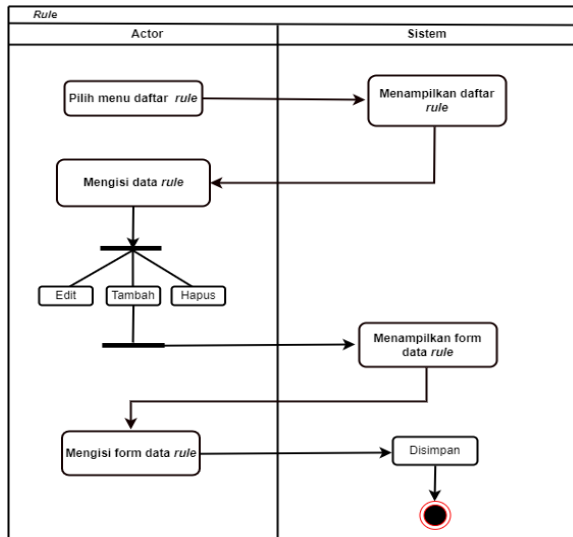 Rule
Actor
Sistem
Pilih menu daftar rule
Menampilkan daftar
rule
Mengisi data rule
Edit
Tambah
Hapus
Menampilkan form
data rule
Mengisi form data rule
Disimpan